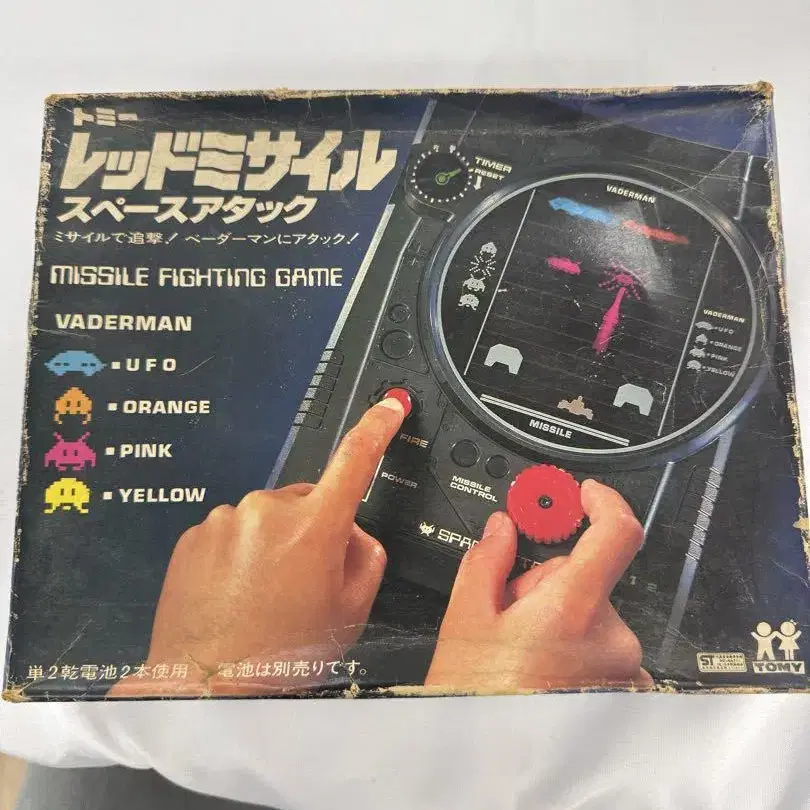 トミー
レッドミサイル
スペースアタック
ミサイルで追撃! ベーダーマンにアタック!
MISSILE FIGHTING GAME
VADERMAN
UFO
ORANGE
PINK
YELLOW
TIMER
RESET
VADERMAN
VADERMAN
UFO
ORANGE
PINK
YELLOW
MISSILE
FIRE
POWER
MISSILE
CONTROL
単2乾電池2本使用 電池は別売りです。
ST
TOMY